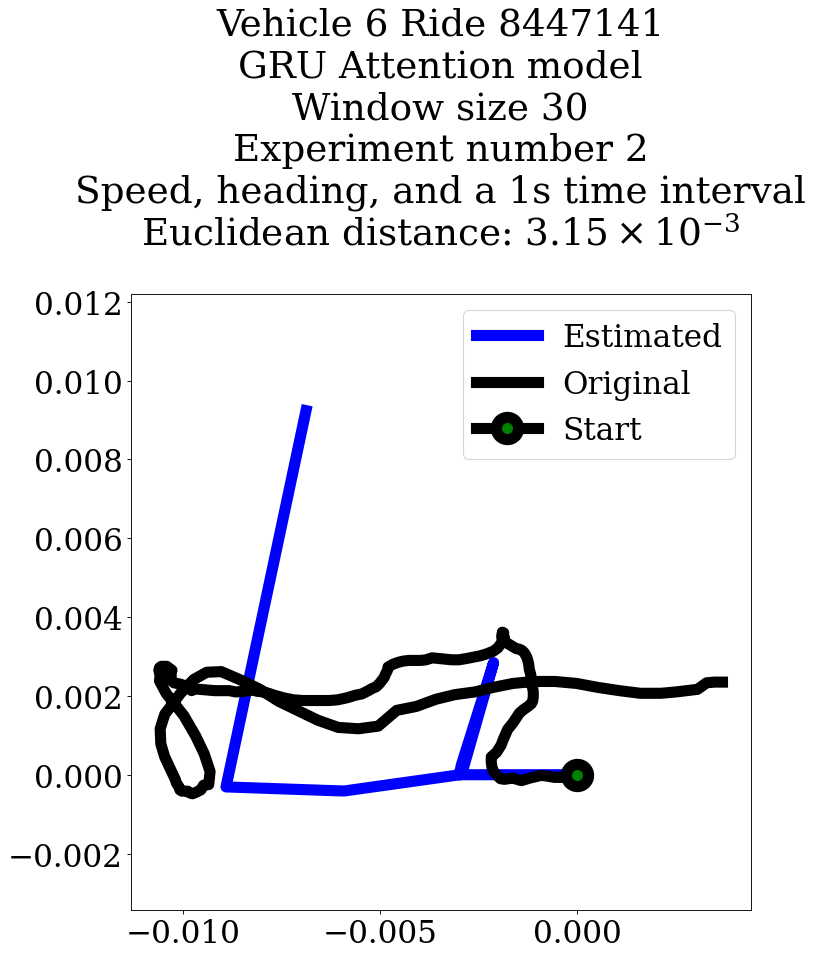 Vehicle 6 Ride 8447141
GRU Attention model
Window size 30
Experiment number 2
Speed, heading, and a 1s time interval
Euclidean distance: 3.15 × 10⁻³
0.012
0.010
0.008
0.006
0.004
0.002
0.000
−0.002
Estimated
Original
Start
−0.010 −0.005 0.000